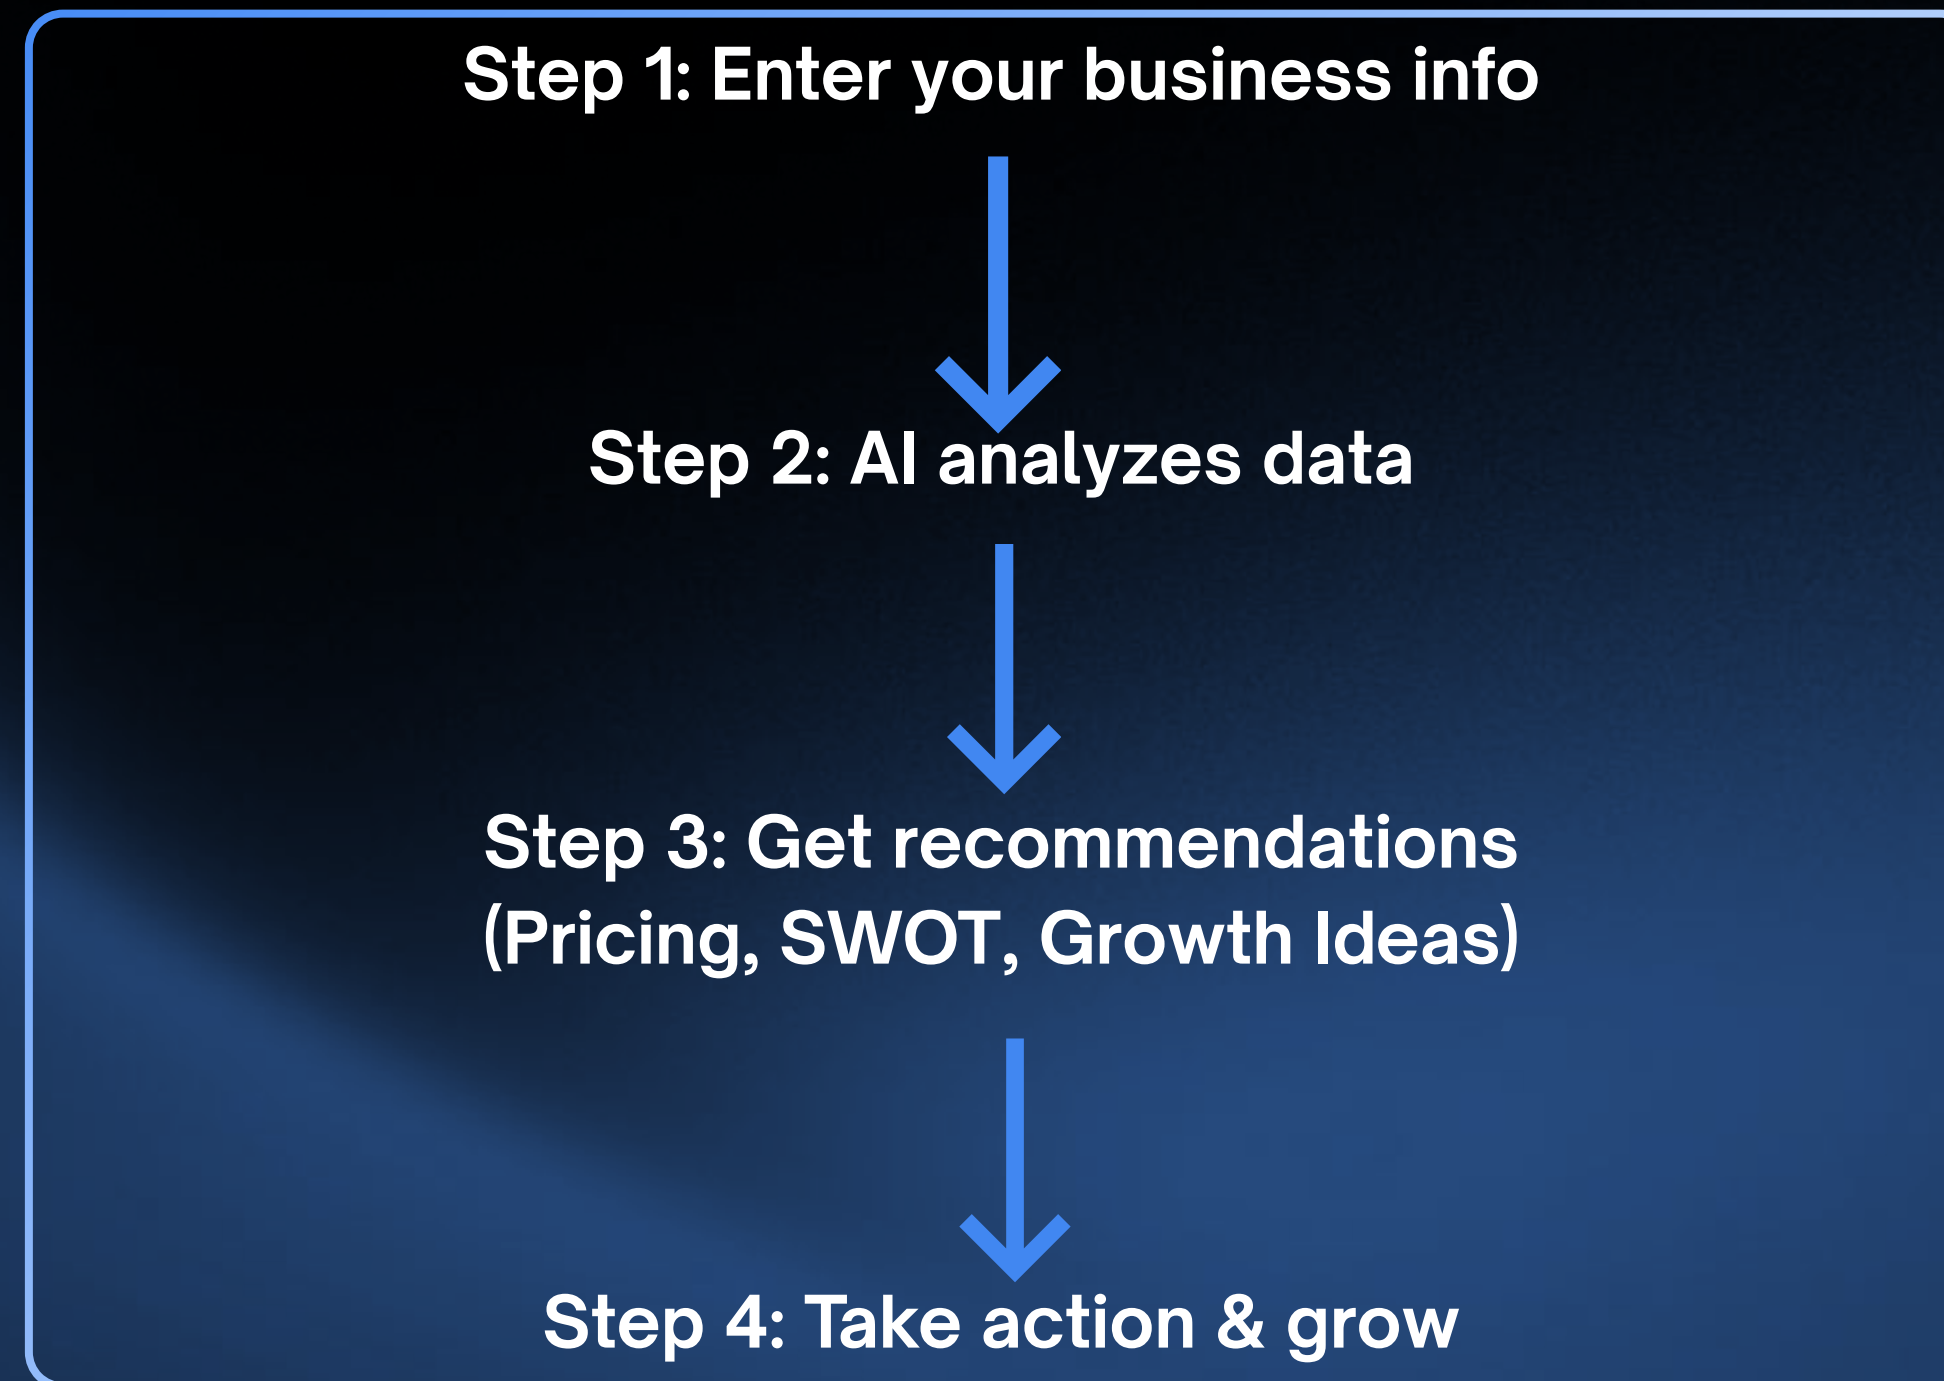 Step 1: Enter your business info
Step 2: AI analyzes data
Step 3: Get recommendations
(Pricing, SWOT, Growth Ideas)
Step 4: Take action & grow